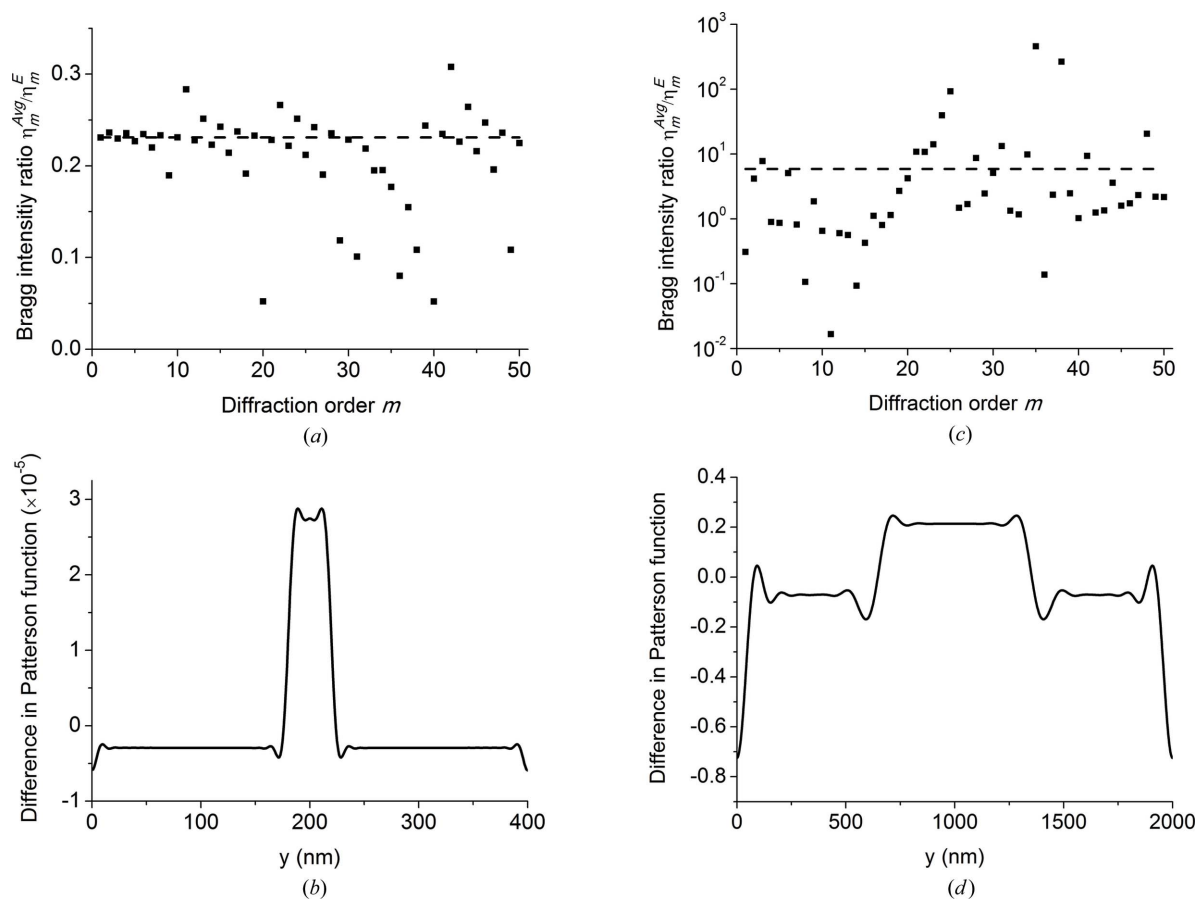 Bragg intensitiy ratio η_m^Avg/η_m^E
0.3
0.2
0.1
0.0
0 10 20 30 40 50
Diffraction order m
(a)
Bragg intensity ratio η_m^Avg/η_m^E
10^3
10^2
10^1
10^0
10^-1
10^-2
0 10 20 30 40 50
Diffraction order m
(c)
Difference in Patterson function (×10^-5)
3
2
1
0
-1
0 100 200 300 400
y (nm)
(b)
Difference in Patterson function
0.4
0.2
0.0
-0.2
-0.4
-0.6
-0.8
0 500 1000 1500 2000
y (nm)
(d)